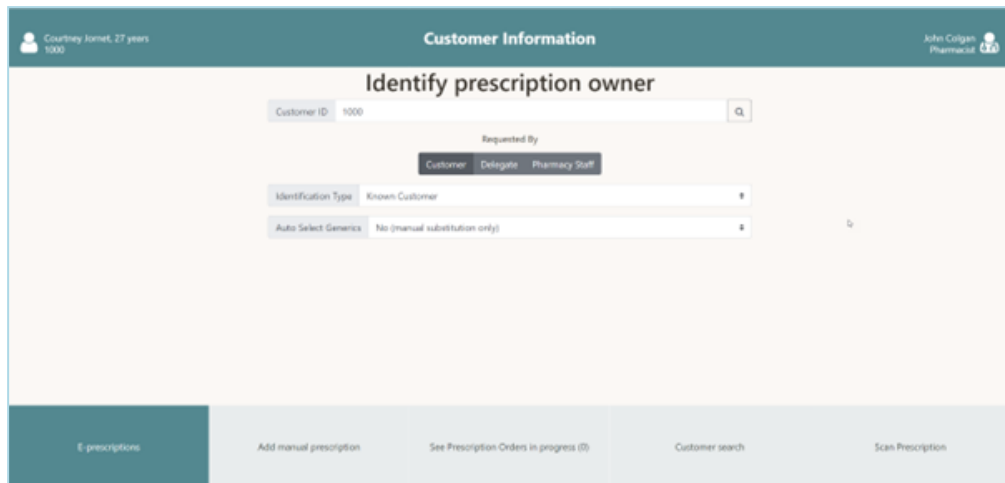 Courtney Jornet, 27 years
1000
Customer Information
John Colgan
Pharmacist
Identify prescription owner
Customer ID 1000
Requested By
Customer Delegate Pharmacy Staff
Identification Type Known Customer
Auto Select Generics No (manual substitution only)
E-prescriptions Add manual prescription See Prescription Orders in progress (0) Customer search Scan Prescription